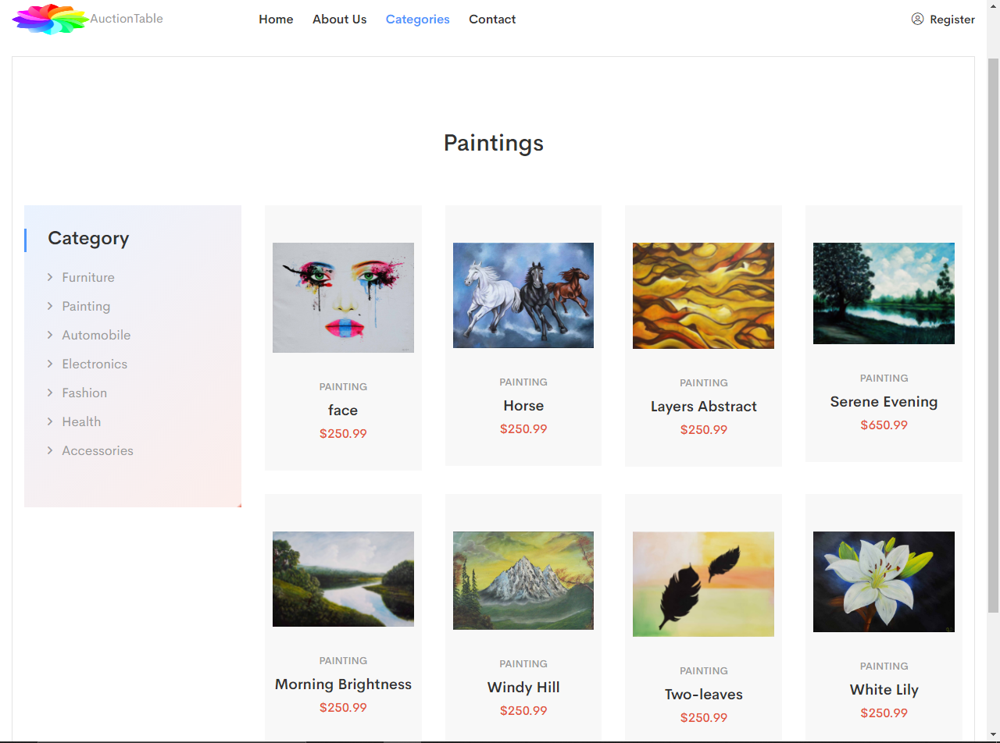 AuctionTable
Home About Us Categories Contact
Register
Paintings
Category
Furniture
Painting
Automobile
Electronics
Fashion
Health
Accessories
PAINTING
face
$250.99
PAINTING
Horse
$250.99
PAINTING
Layers Abstract
$250.99
PAINTING
Serene Evening
$650.99
PAINTING
Morning Brightness
$250.99
PAINTING
Windy Hill
$250.99
PAINTING
Two-leaves
$250.99
PAINTING
White Lily
$250.99